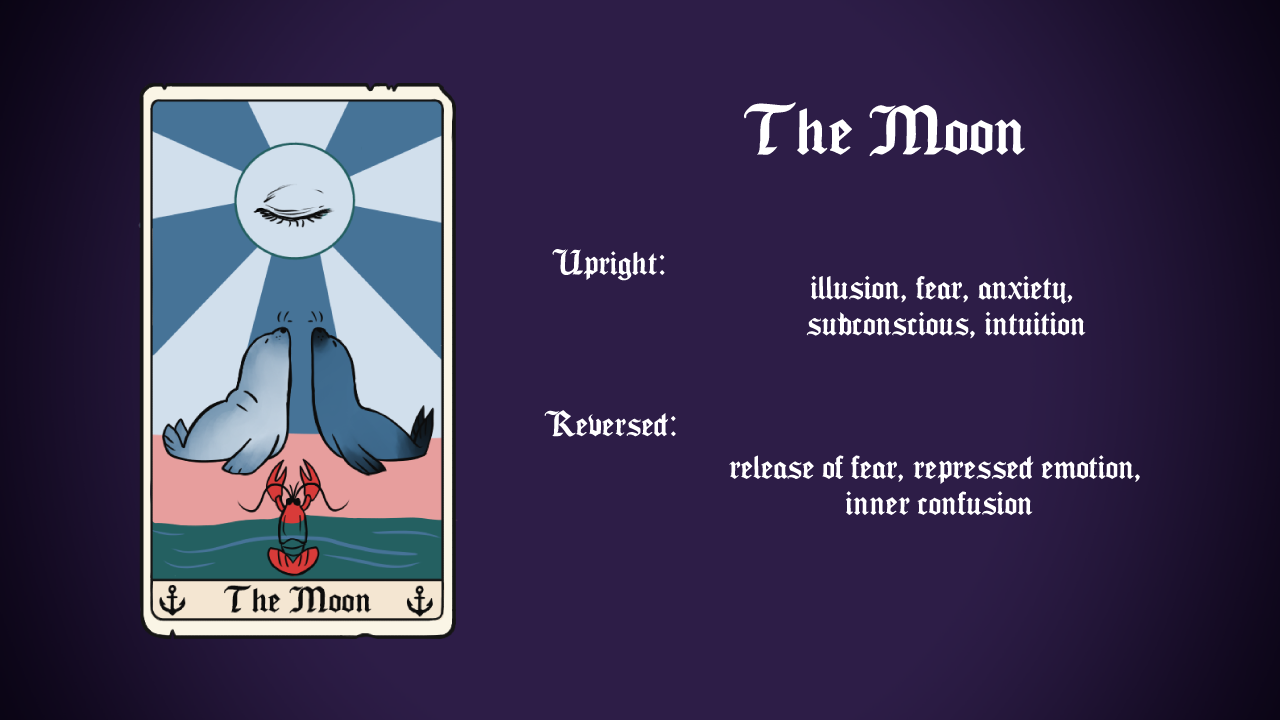 The Moon
Upright:
illusion, fear, anxiety,
subconscious, intuition
Reversed:
release of fear, repressed emotion,
inner confusion
The Moon